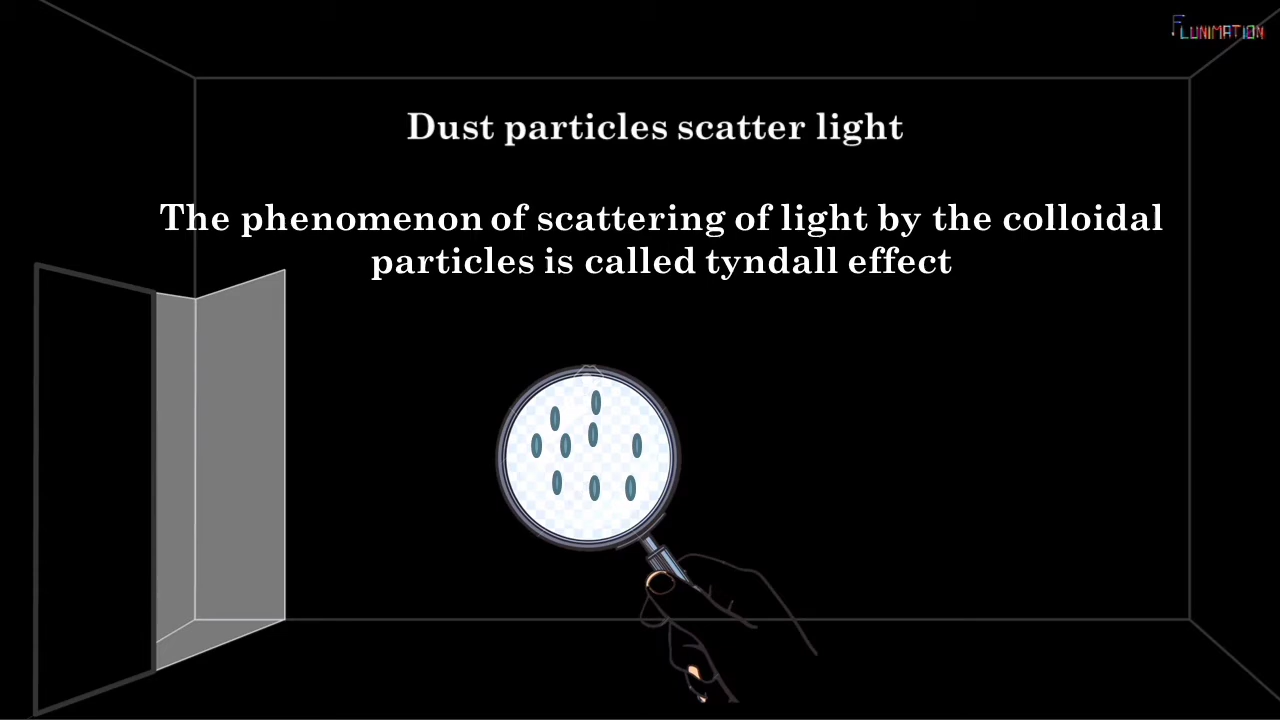 FLUNIMATION
Dust particles scatter light
The phenomenon of scattering of light by the colloidal
particles is called tyndall effect